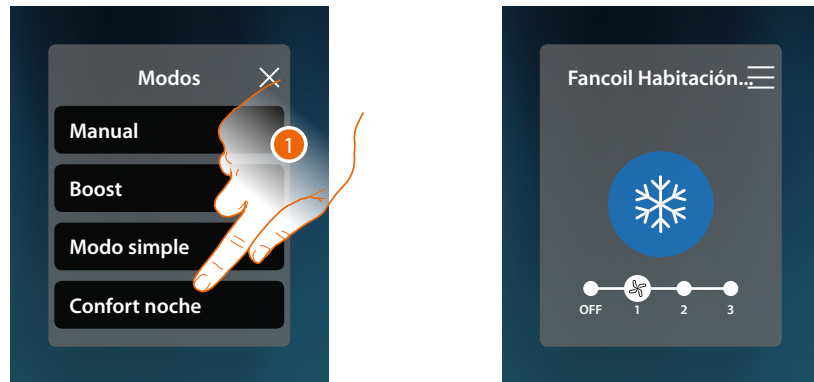 Modos
Manual
1
Boost
Modo simple
Confort noche
Fancoil Habitación...
OFF 1 2 3